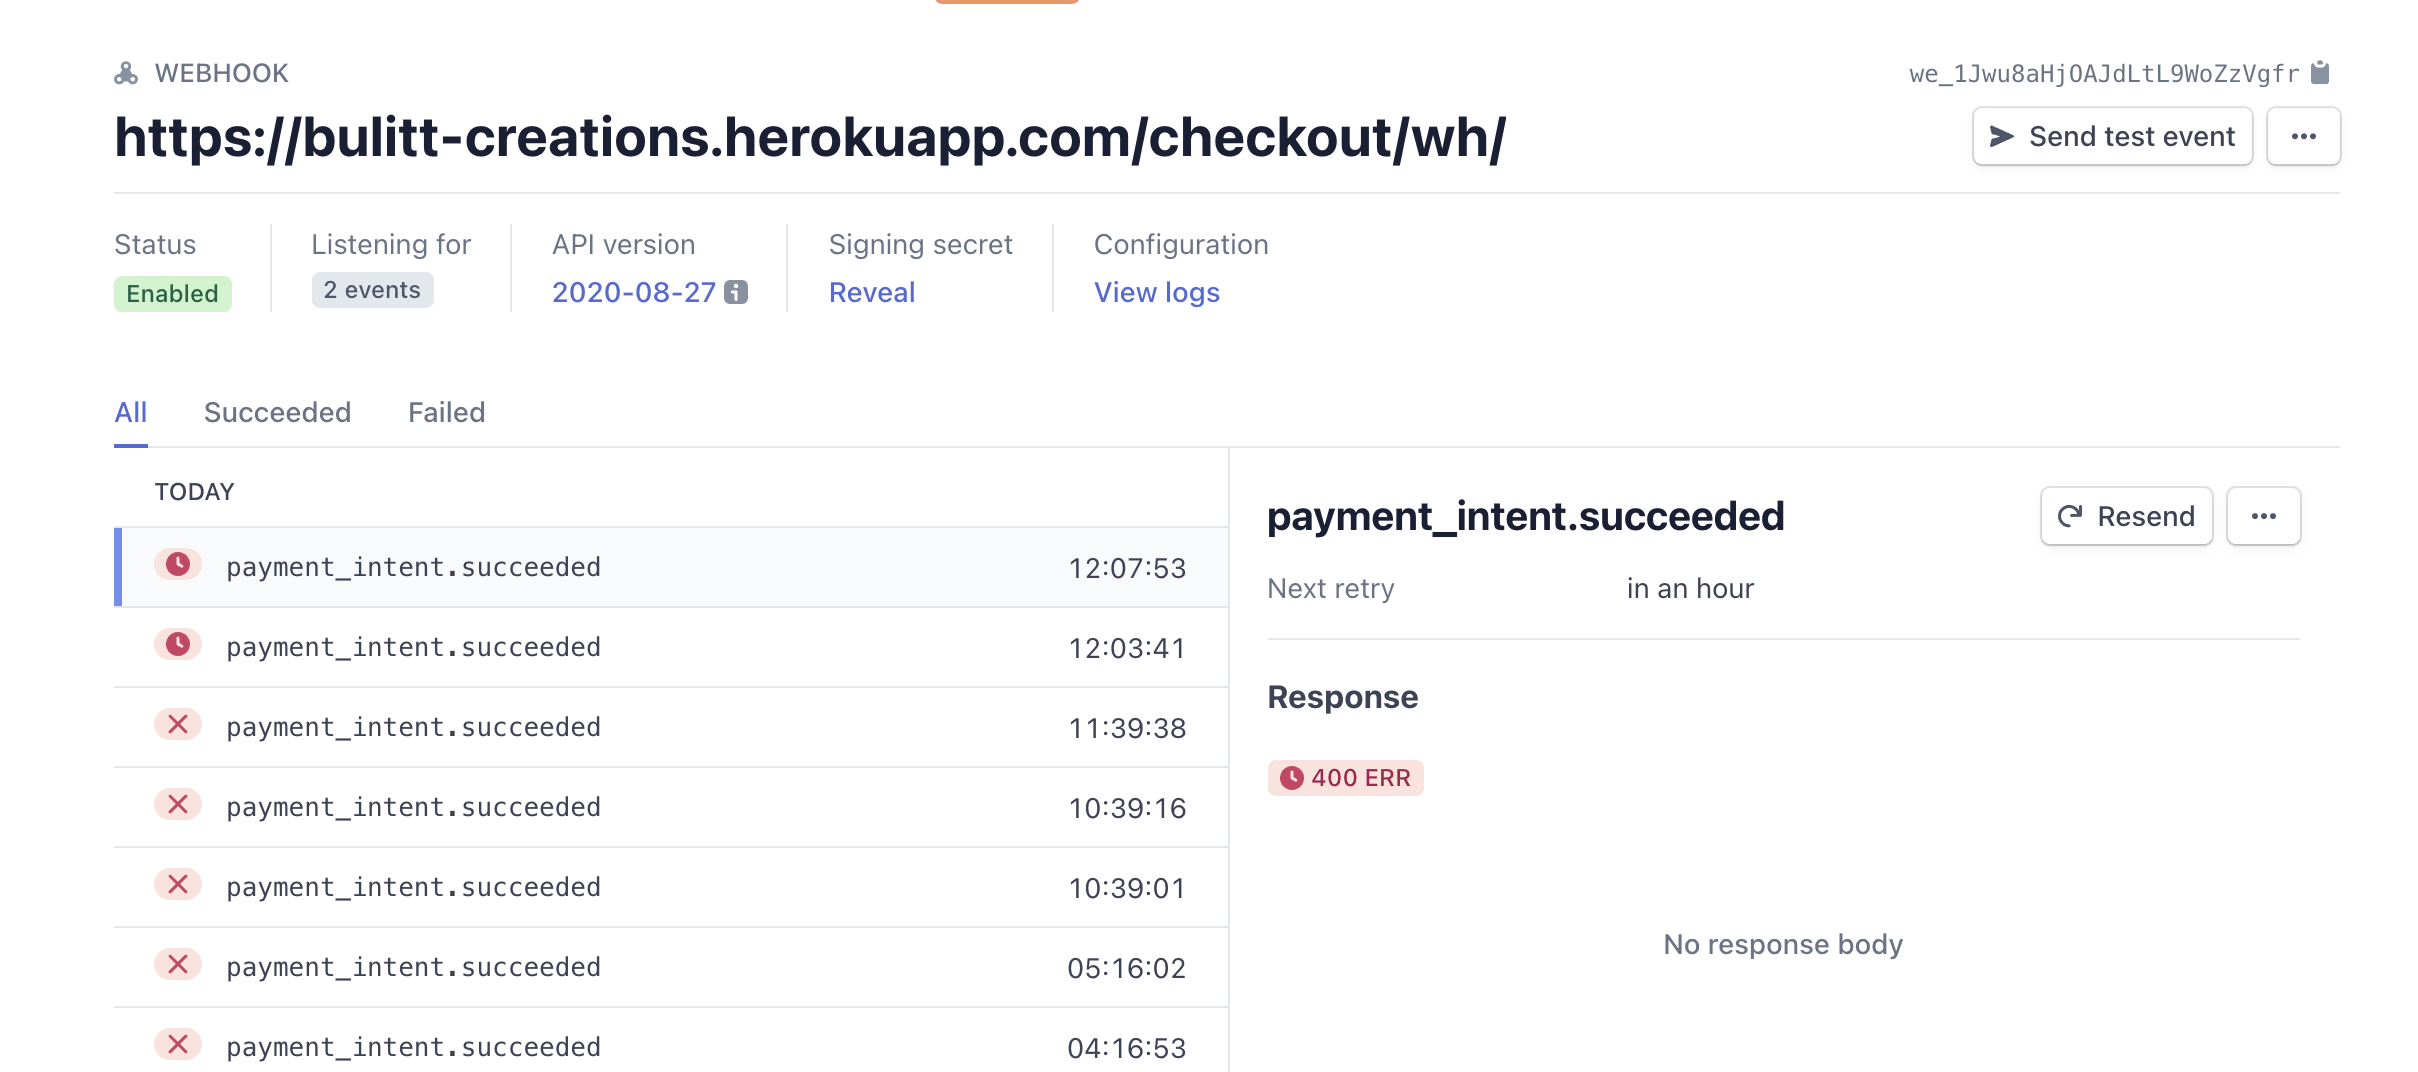 WEBHOOK
we_1Jwu8aHjOAJdLtL9WoZzVgfr
https://bulitt-creations.herokuapp.com/checkout/wh/
Send test event
Status
Listening for
API version
Signing secret
Configuration
Enabled
2 events
2020-08-27
Reveal
View logs
All
Succeeded
Failed
TODAY
payment_intent.succeeded 12:07:53
payment_intent.succeeded 12:03:41
payment_intent.succeeded 11:39:38
payment_intent.succeeded 10:39:16
payment_intent.succeeded 10:39:01
payment_intent.succeeded 05:16:02
payment_intent.succeeded 04:16:53
payment_intent.succeeded
Resend
Next retry in an hour
Response
400 ERR
No response body